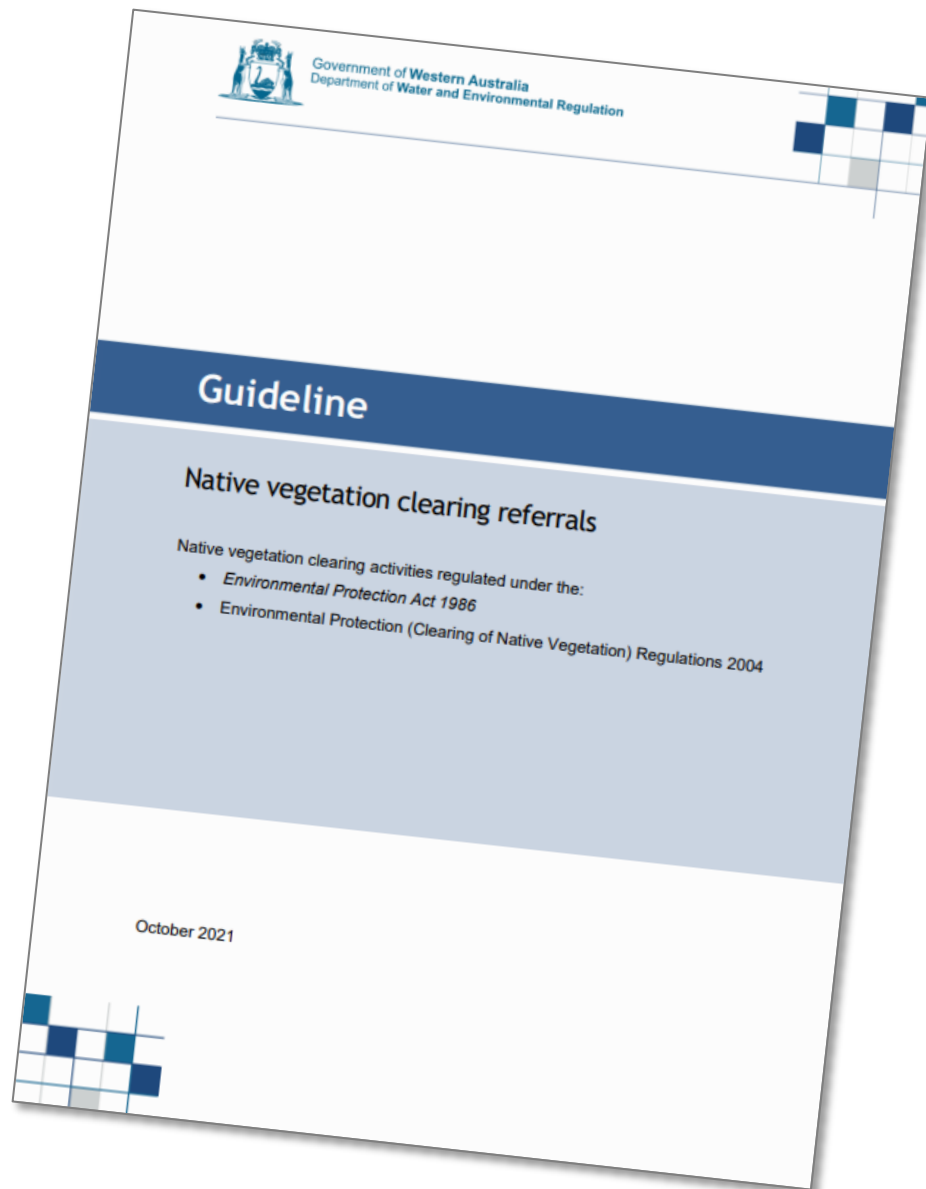 Government of Western Australia
Department of Water and Environmental Regulation
Guideline
Native vegetation clearing referrals
Native vegetation clearing activities regulated under the:
• Environmental Protection Act 1986
• Environmental Protection (Clearing of Native Vegetation) Regulations 2004
October 2021